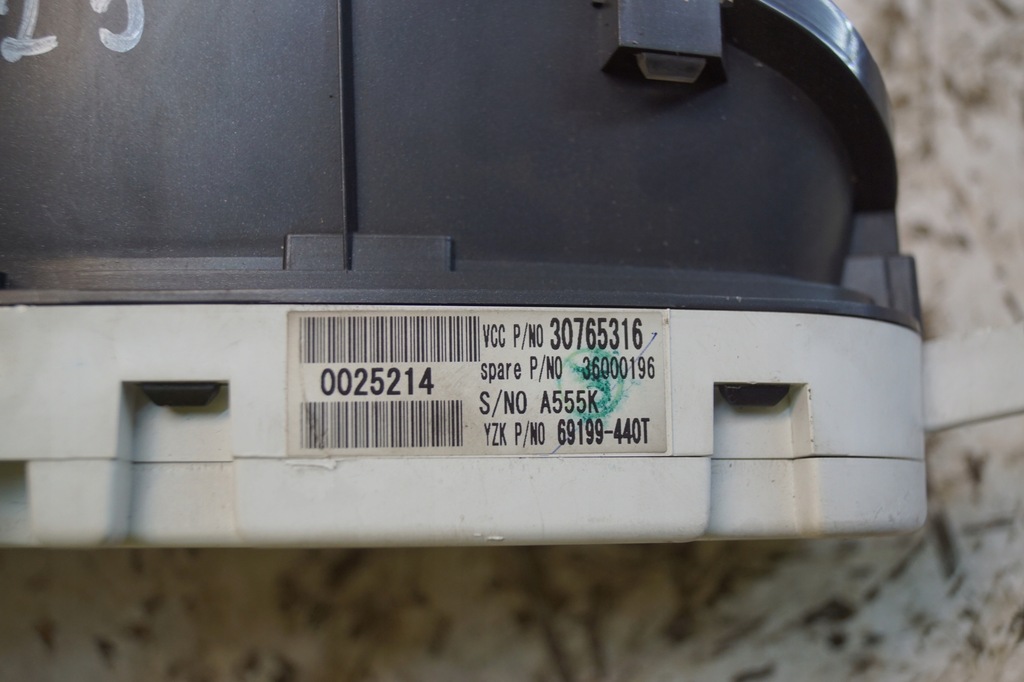 VCC P/NO 30765316
spare P/NO 36000196
0025214
S/NO A555K
YZK P/NO 69199-440T